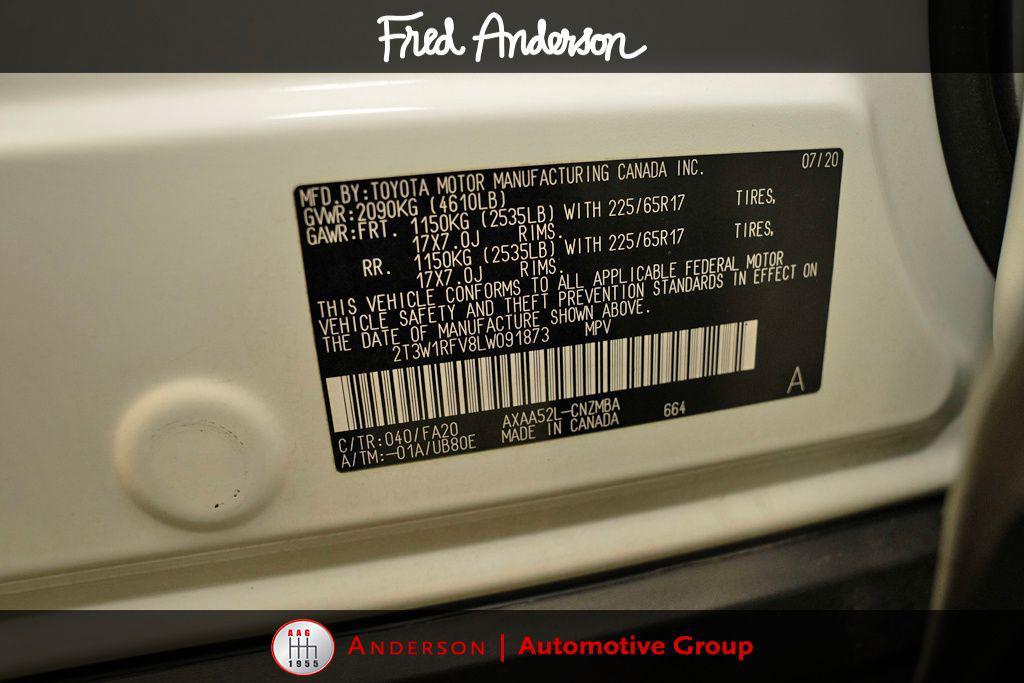 Fred Anderson
07/20
MFD.BY:TOYOTA MOTOR MANUFACTURING CANADA INC.
GVWR:2090KG (4610LB)
GAWR:FRT. 1150KG (2535LB) WITH 225/65R17 TIRES,
17X7.0J RIMS.
RR. 1150KG (2535LB) WITH 225/65R17 TIRES,
17X7.0J RIMS.
THIS VEHICLE CONFORMS TO ALL APPLICABLE FEDERAL MOTOR
VEHICLE SAFETY AND THEFT PREVENTION STANDARDS IN EFFECT ON
THE DATE OF MANUFACTURE SHOWN ABOVE.
2T3W1RFV8LW091873 MPV
A
C/TR:040/FA20 AXAA52L-CNZMBA 664
A/TM:-01A/UB80E MADE IN CANADA
AAG
1955
ANDERSON | Automotive Group